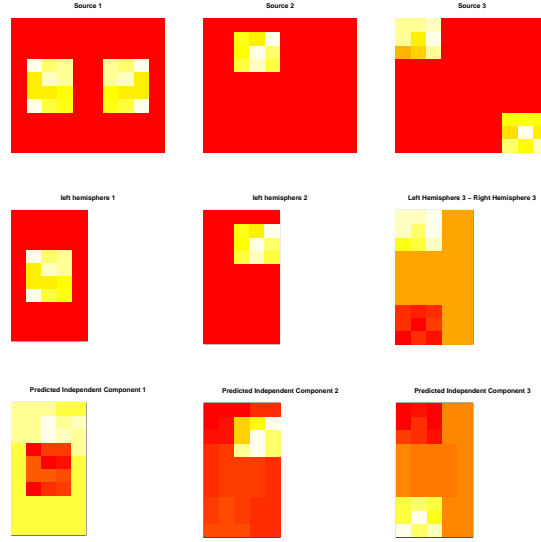 Source 1
Source 2
Source 3
left hemisphere 1
left hemisphere 2
Left Hemisphere 3 – Right Hemisphere 3
Predicted Independent Component 1
Predicted Independent Component 2
Predicted Independent Component 3